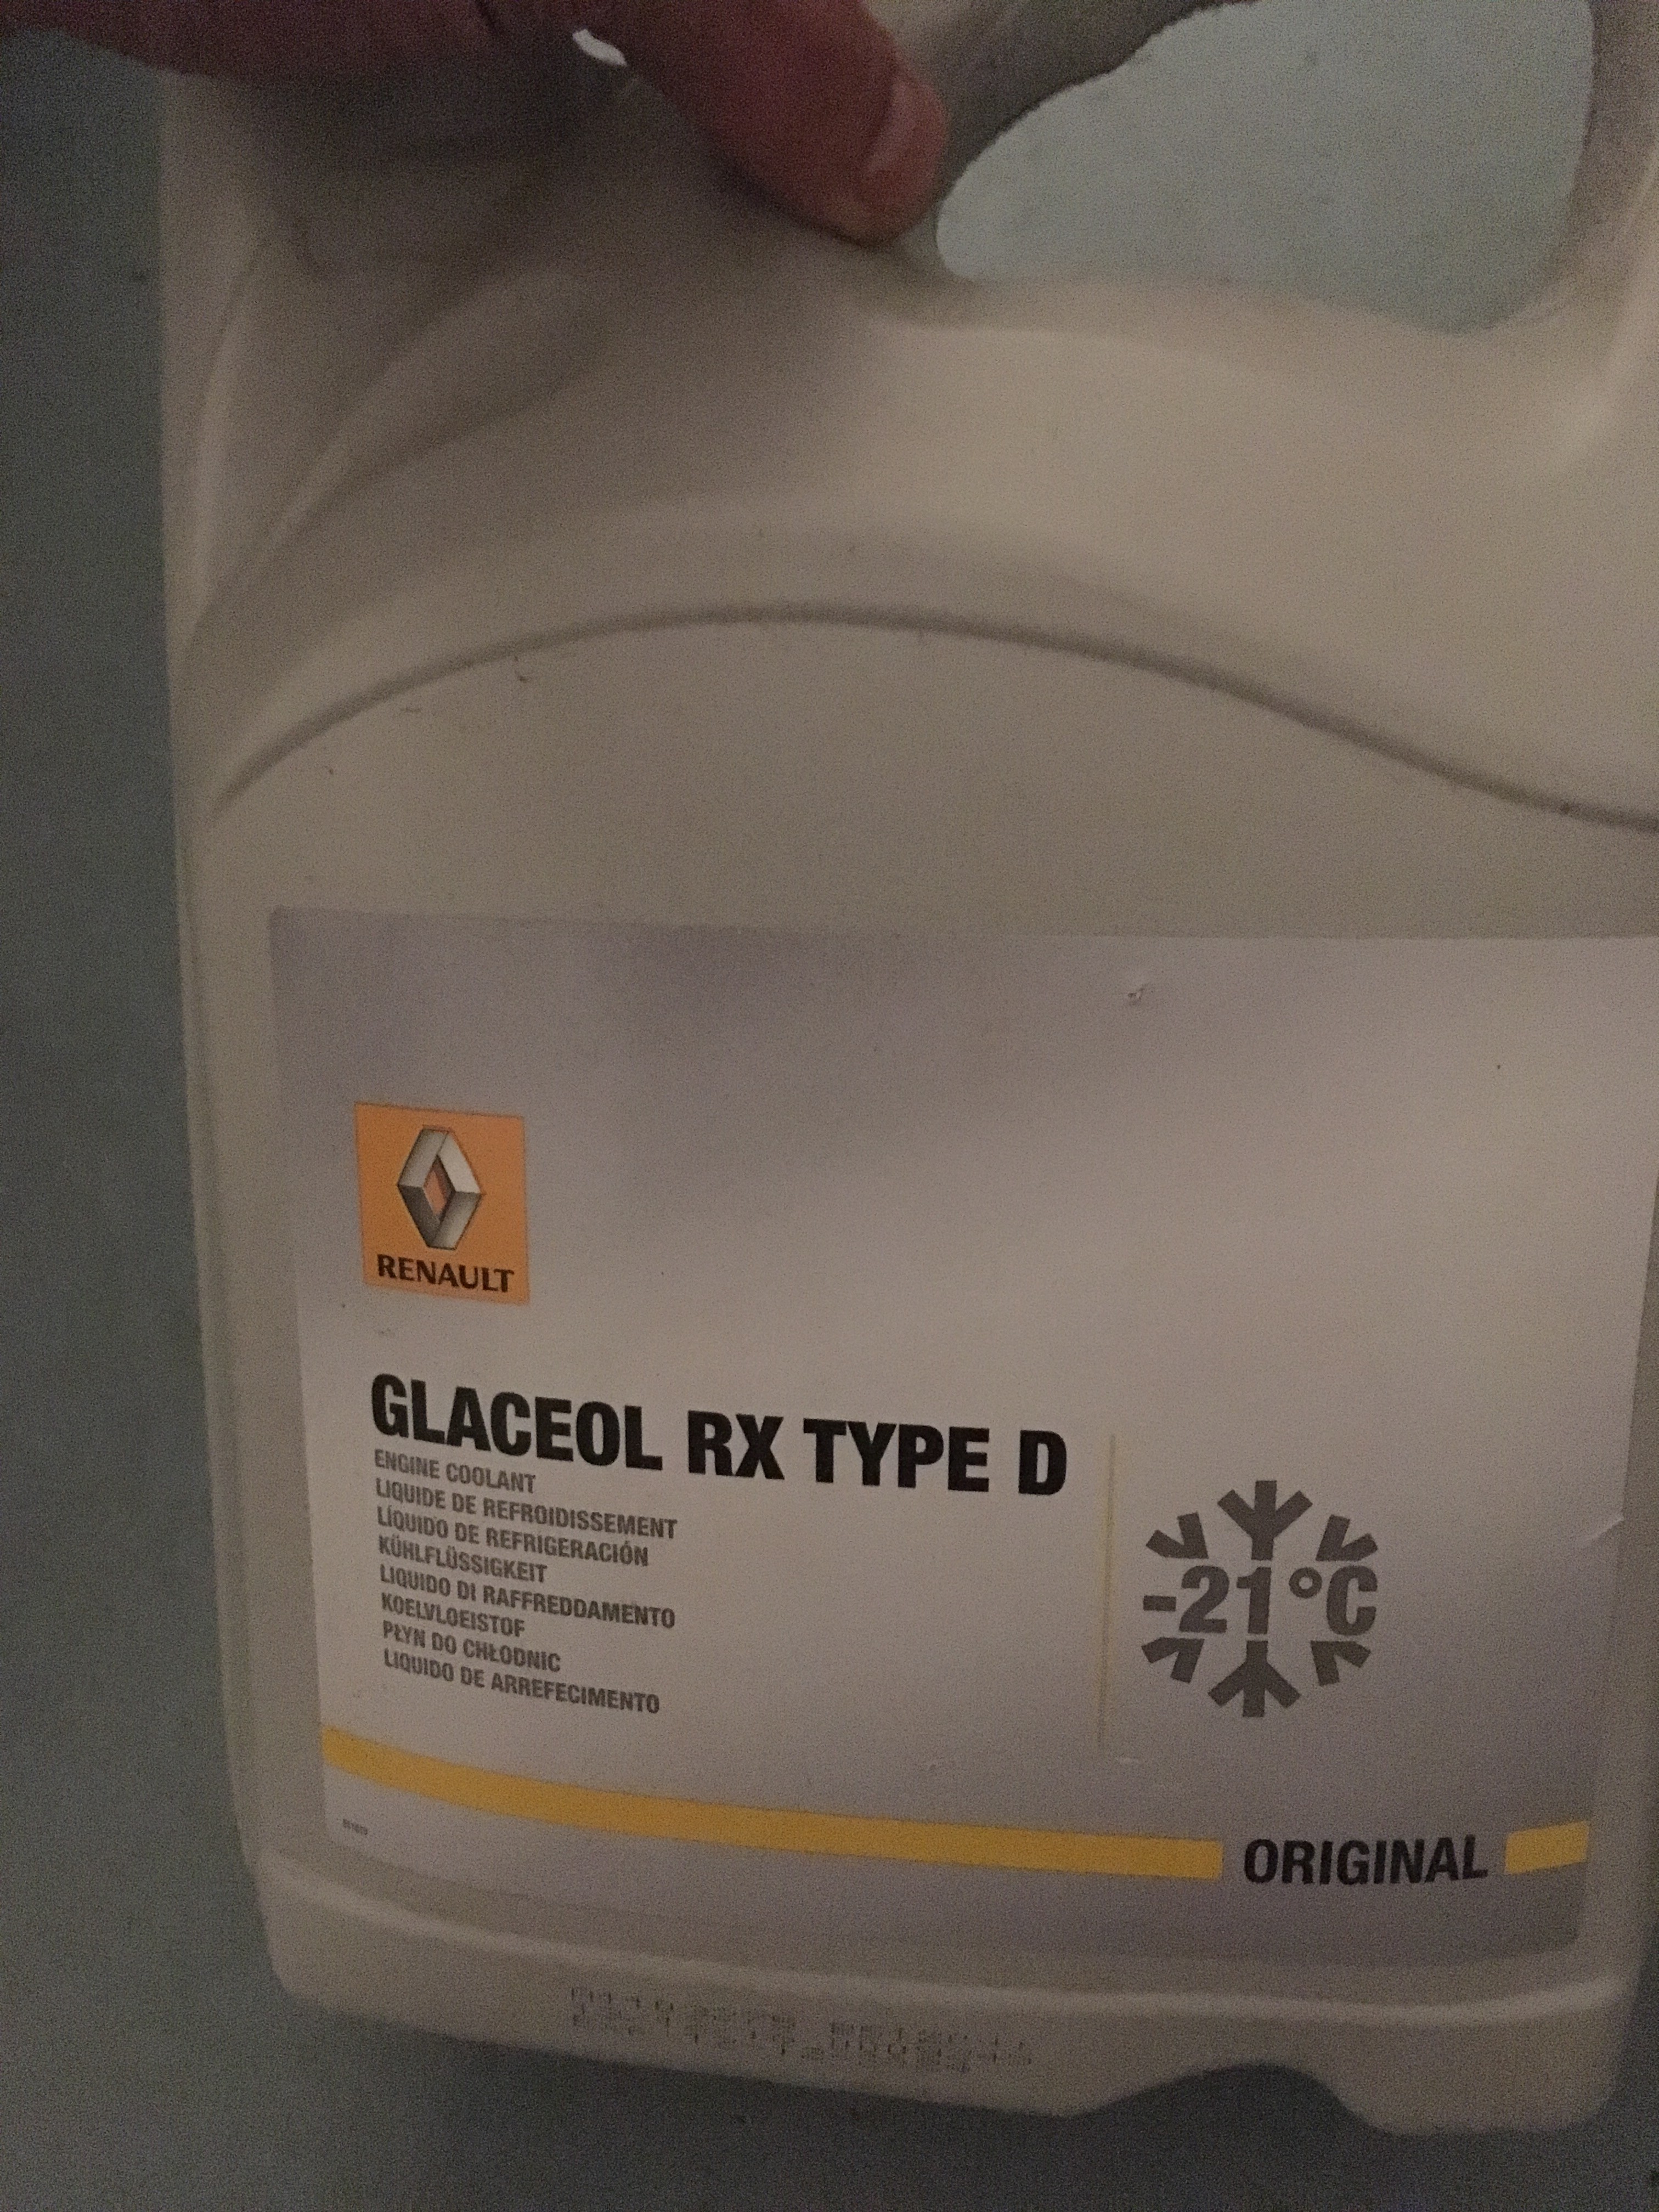 RENAULT
GLACEOL RX TYPE D
ENGINE COOLANT
LIQUIDE DE REFROIDISSEMENT
LÍQUIDO DE REFRIGERACIÓN
KÜHLFLÜSSIGKEIT
LIQUIDO DI RAFFREDDAMENTO
KOELVLOEISTOF
PŁYN DO CHŁODNIC
LIQUIDO DE ARREFECIMENTO
-21°C
ORIGINAL